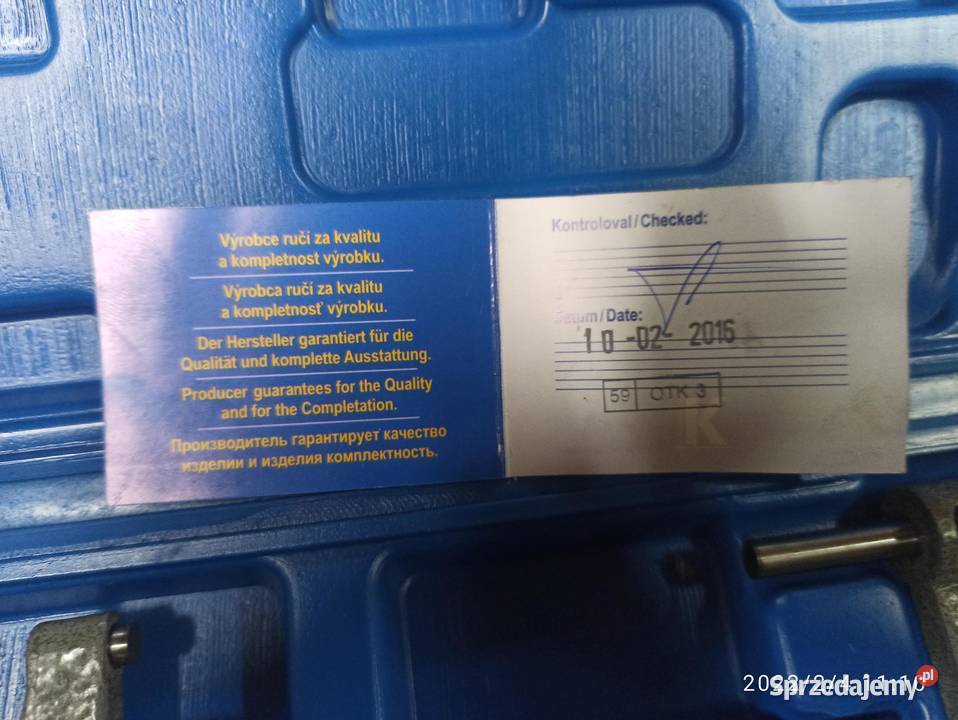 Výrobce ručí za kvalitu
a kompletnost výrobku.
Výrobca ručí za kvalitu
a kompletnosť výrobku.
Der Hersteller garantiert für die
Qualität und komplette Ausstattung.
Producer guarantees for the Quality
and for the Completation.
Производитель гарантирует качество
изделии и изделия комплектность.
Kontroloval/Checked:
Datum/Date:
10 -02- 2016
59 OTK 3
k
Sprzedajemy.pl